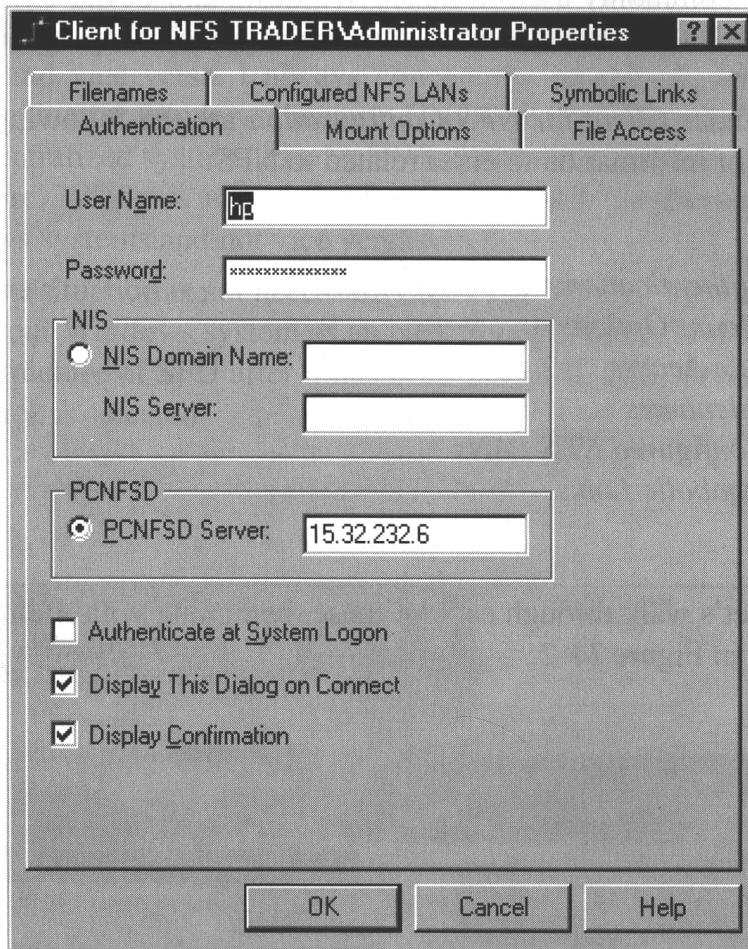 Client for NFS TRADER\Administrator Properties
Filenames
Configured NFS LANs
Symbolic Links
Authentication
Mount Options
File Access
User Name:
hp
Password:
xxxxxxxxxxxxxx
NIS
NIS Domain Name:
NIS Server:
PCNFSD
PCNFSD Server:
15.32.232.6
Authenticate at System Logon
Display This Dialog on Connect
Display Confirmation
OK
Cancel
Help